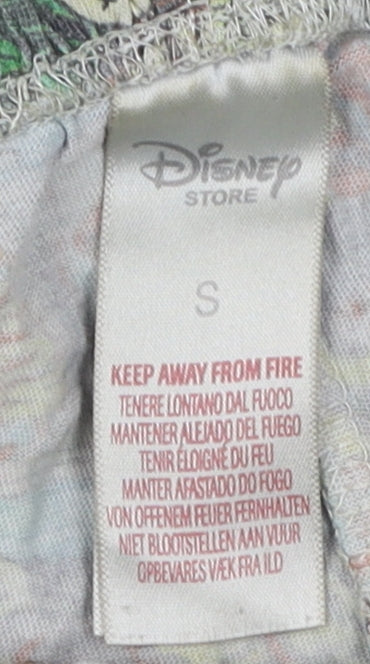 Disney
STORE
S
KEEP AWAY FROM FIRE
TENERE LONTANO DAL FUOCO
MANTENER ALEJADO DEL FUEGO
TENIR ÉLOIGNÉ DU FEU
MANTER AFASTADO DO FOGO
VON OFFENEM FEUER FERNHALTEN
NIET BLOOTSTELLEN AAN VUUR
OPBEVARES VÆK FRA ILD